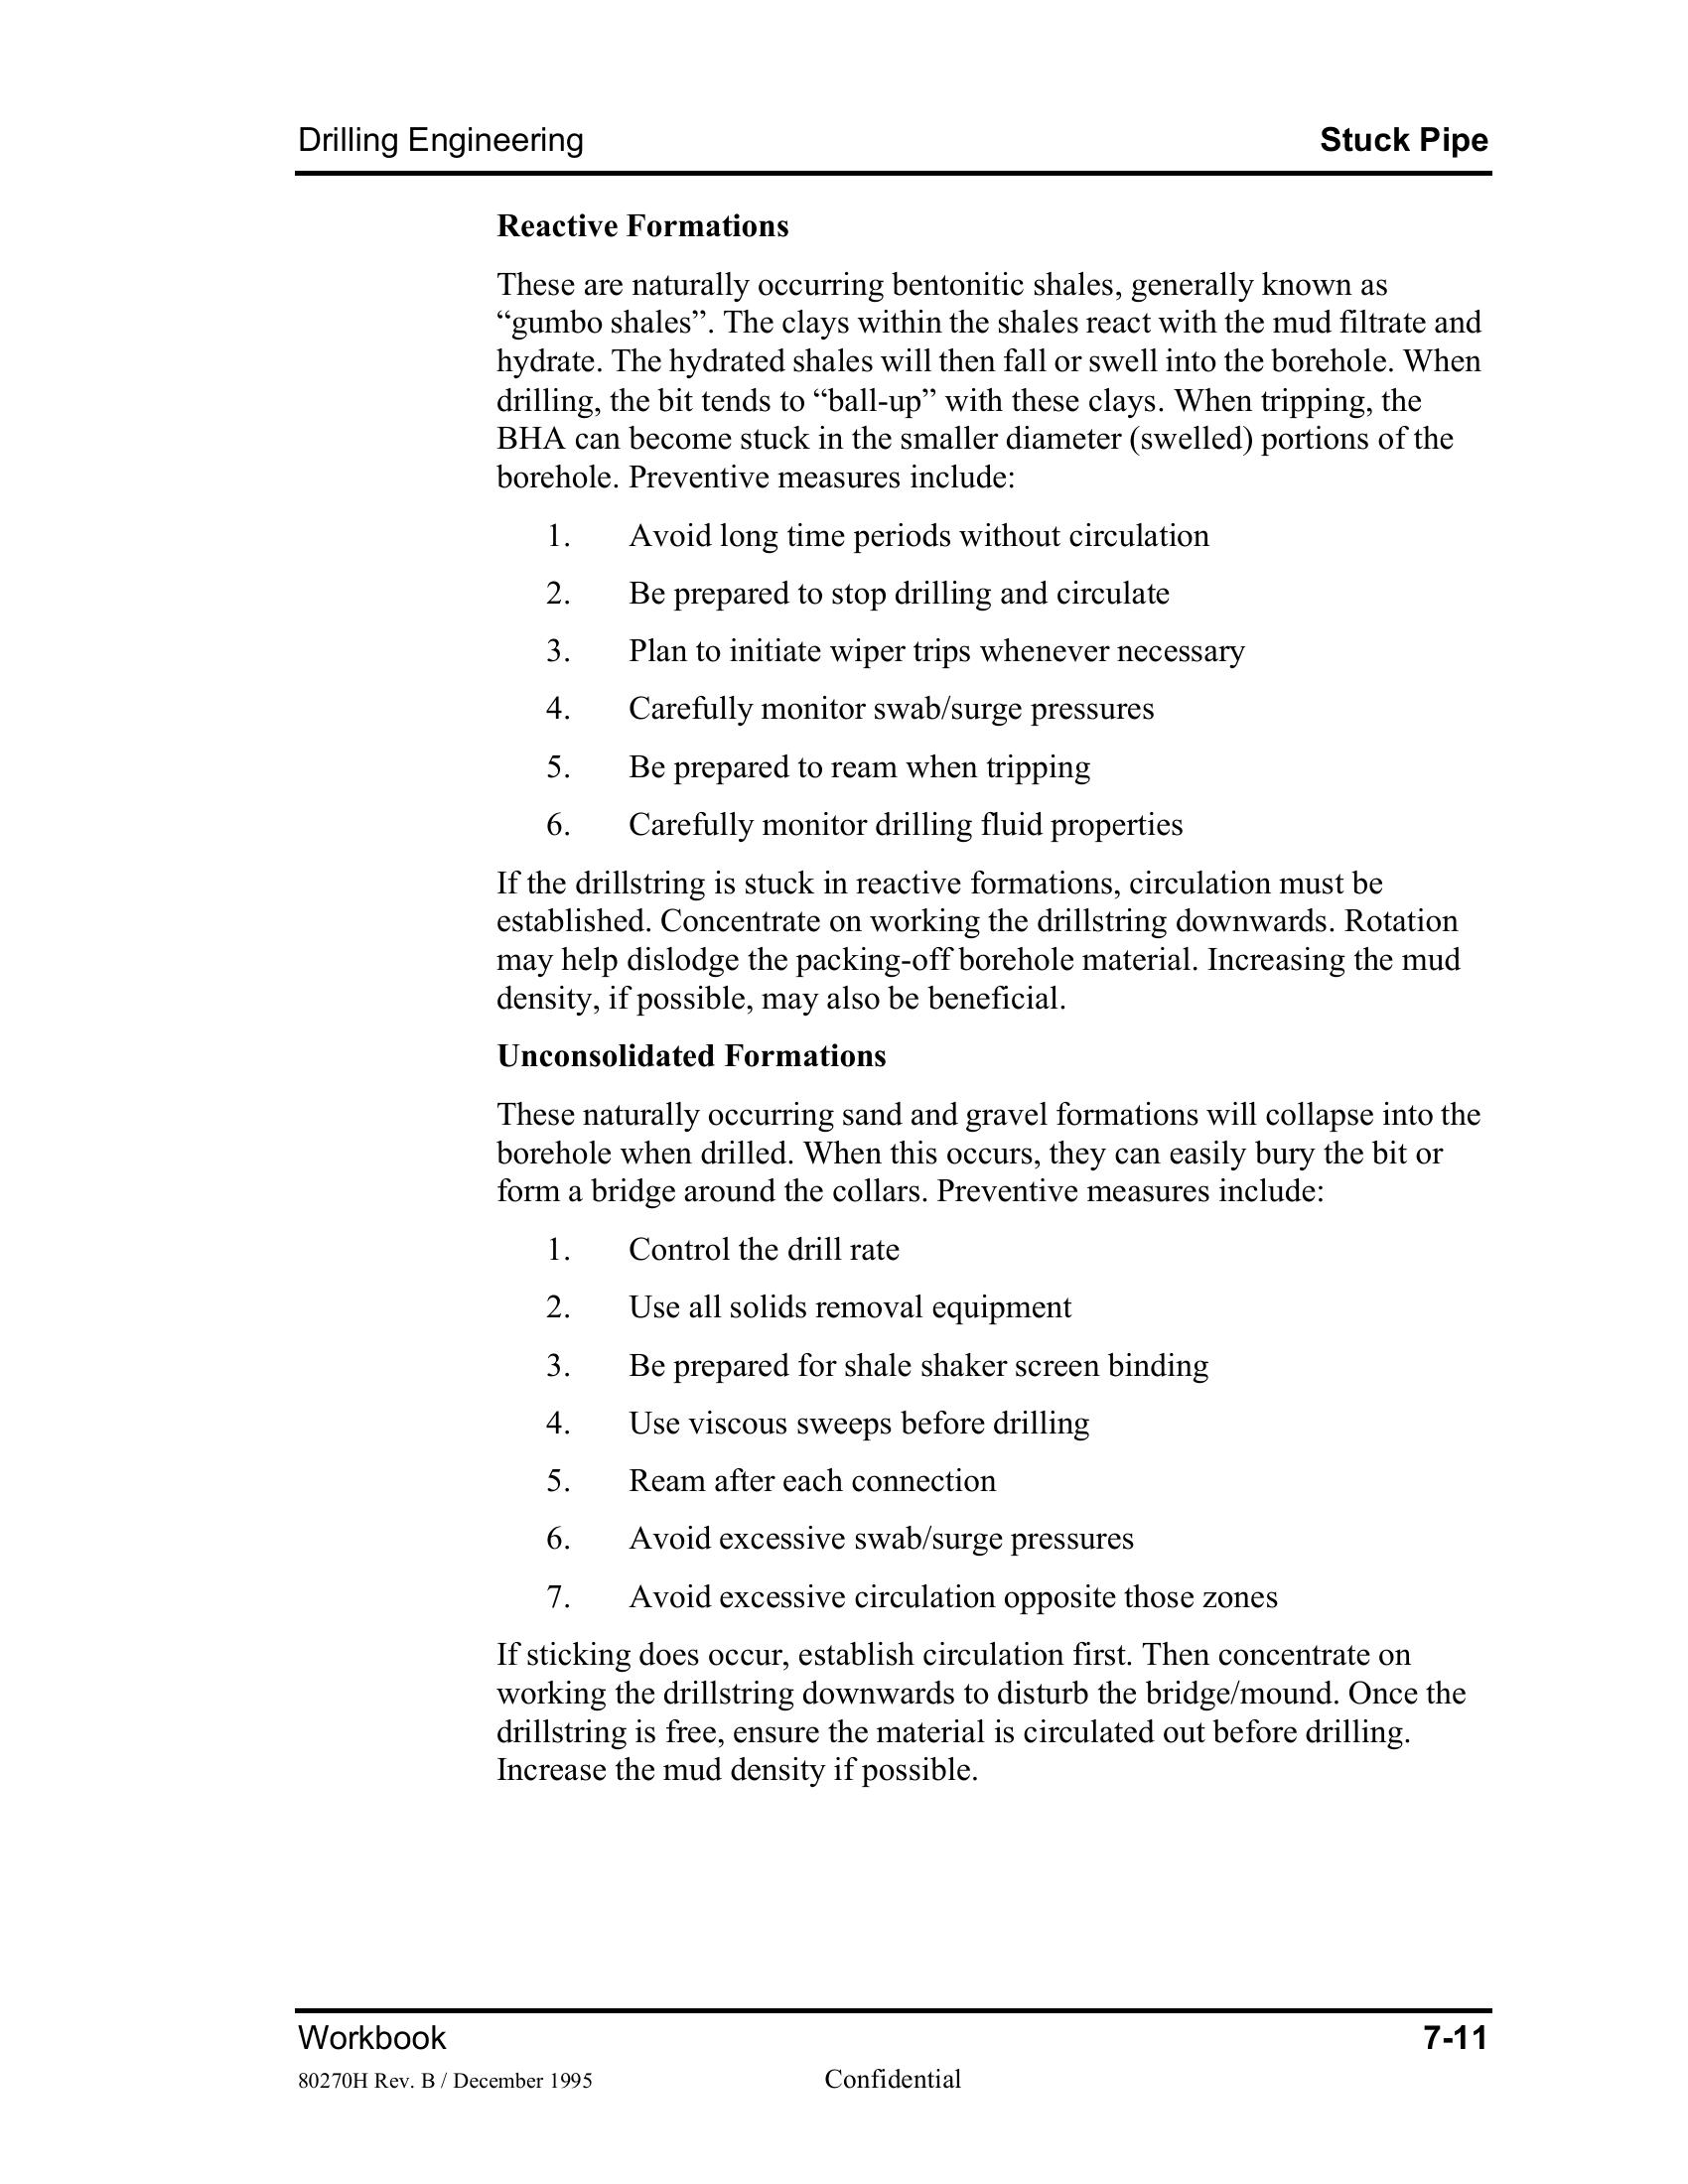 Drilling Engineering Stuck Pipe
Reactive Formations
These are naturally occurring bentonitic shales, generally known as
“gumbo shales”. The clays within the shales react with the mud filtrate and
hydrate. The hydrated shales will then fall or swell into the borehole. When
drilling, the bit tends to “ball-up” with these clays. When tripping, the
BHA can become stuck in the smaller diameter (swelled) portions of the
borehole. Preventive measures include:
1. Avoid long time periods without circulation
2. Be prepared to stop drilling and circulate
3. Plan to initiate wiper trips whenever necessary
4. Carefully monitor swab/surge pressures
5. Be prepared to ream when tripping
6. Carefully monitor drilling fluid properties
If the drillstring is stuck in reactive formations, circulation must be
established. Concentrate on working the drillstring downwards. Rotation
may help dislodge the packing-off borehole material. Increasing the mud
density, if possible, may also be beneficial.
Unconsolidated Formations
These naturally occurring sand and gravel formations will collapse into the
borehole when drilled. When this occurs, they can easily bury the bit or
form a bridge around the collars. Preventive measures include:
1. Control the drill rate
2. Use all solids removal equipment
3. Be prepared for shale shaker screen binding
4. Use viscous sweeps before drilling
5. Ream after each connection
6. Avoid excessive swab/surge pressures
7. Avoid excessive circulation opposite those zones
If sticking does occur, establish circulation first. Then concentrate on
working the drillstring downwards to disturb the bridge/mound. Once the
drillstring is free, ensure the material is circulated out before drilling.
Increase the mud density if possible.
Workbook 7-11
80270H Rev. B / December 1995 Confidential